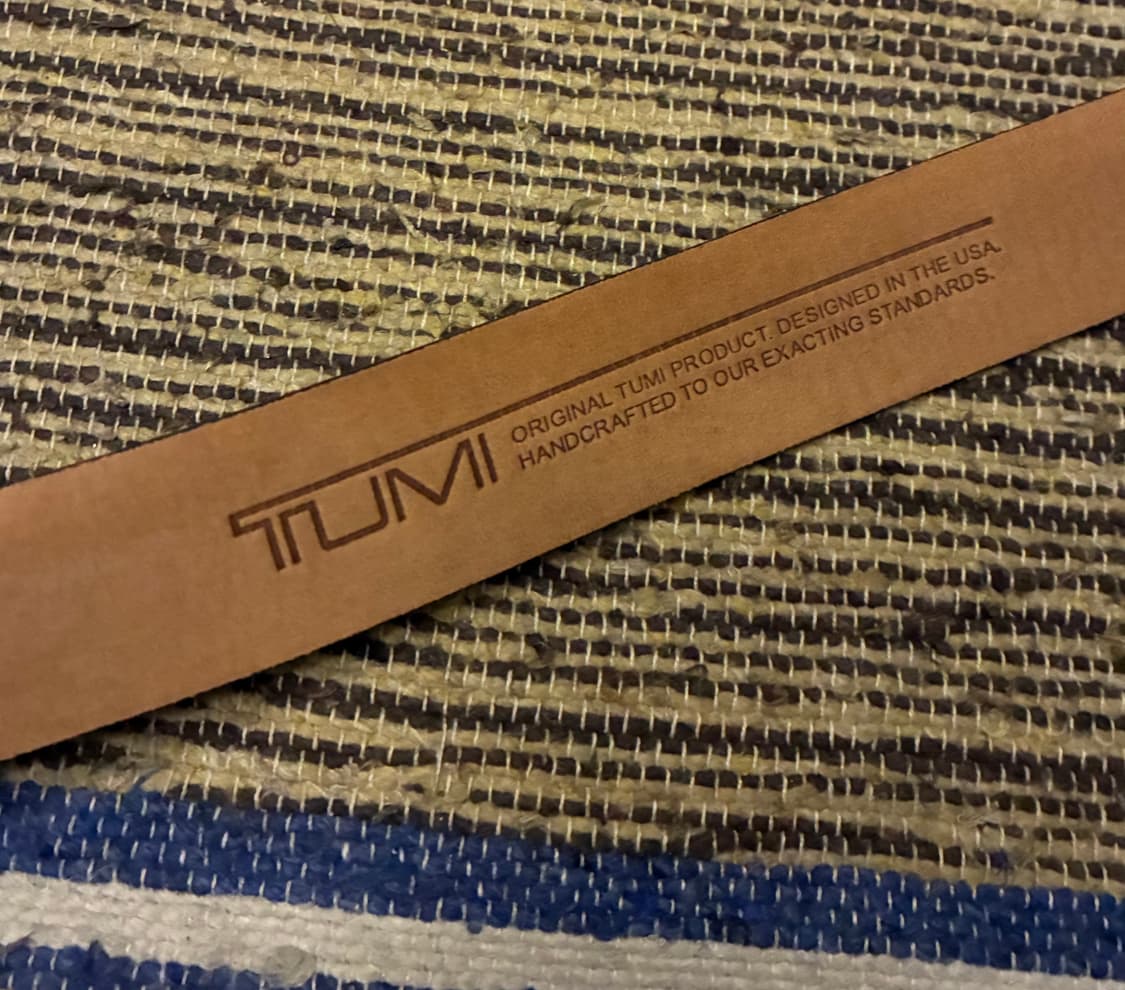 TUMI
ORIGINAL TUMI PRODUCT. DESIGNED IN THE USA.
HANDCRAFTED TO OUR EXACTING STANDARDS.